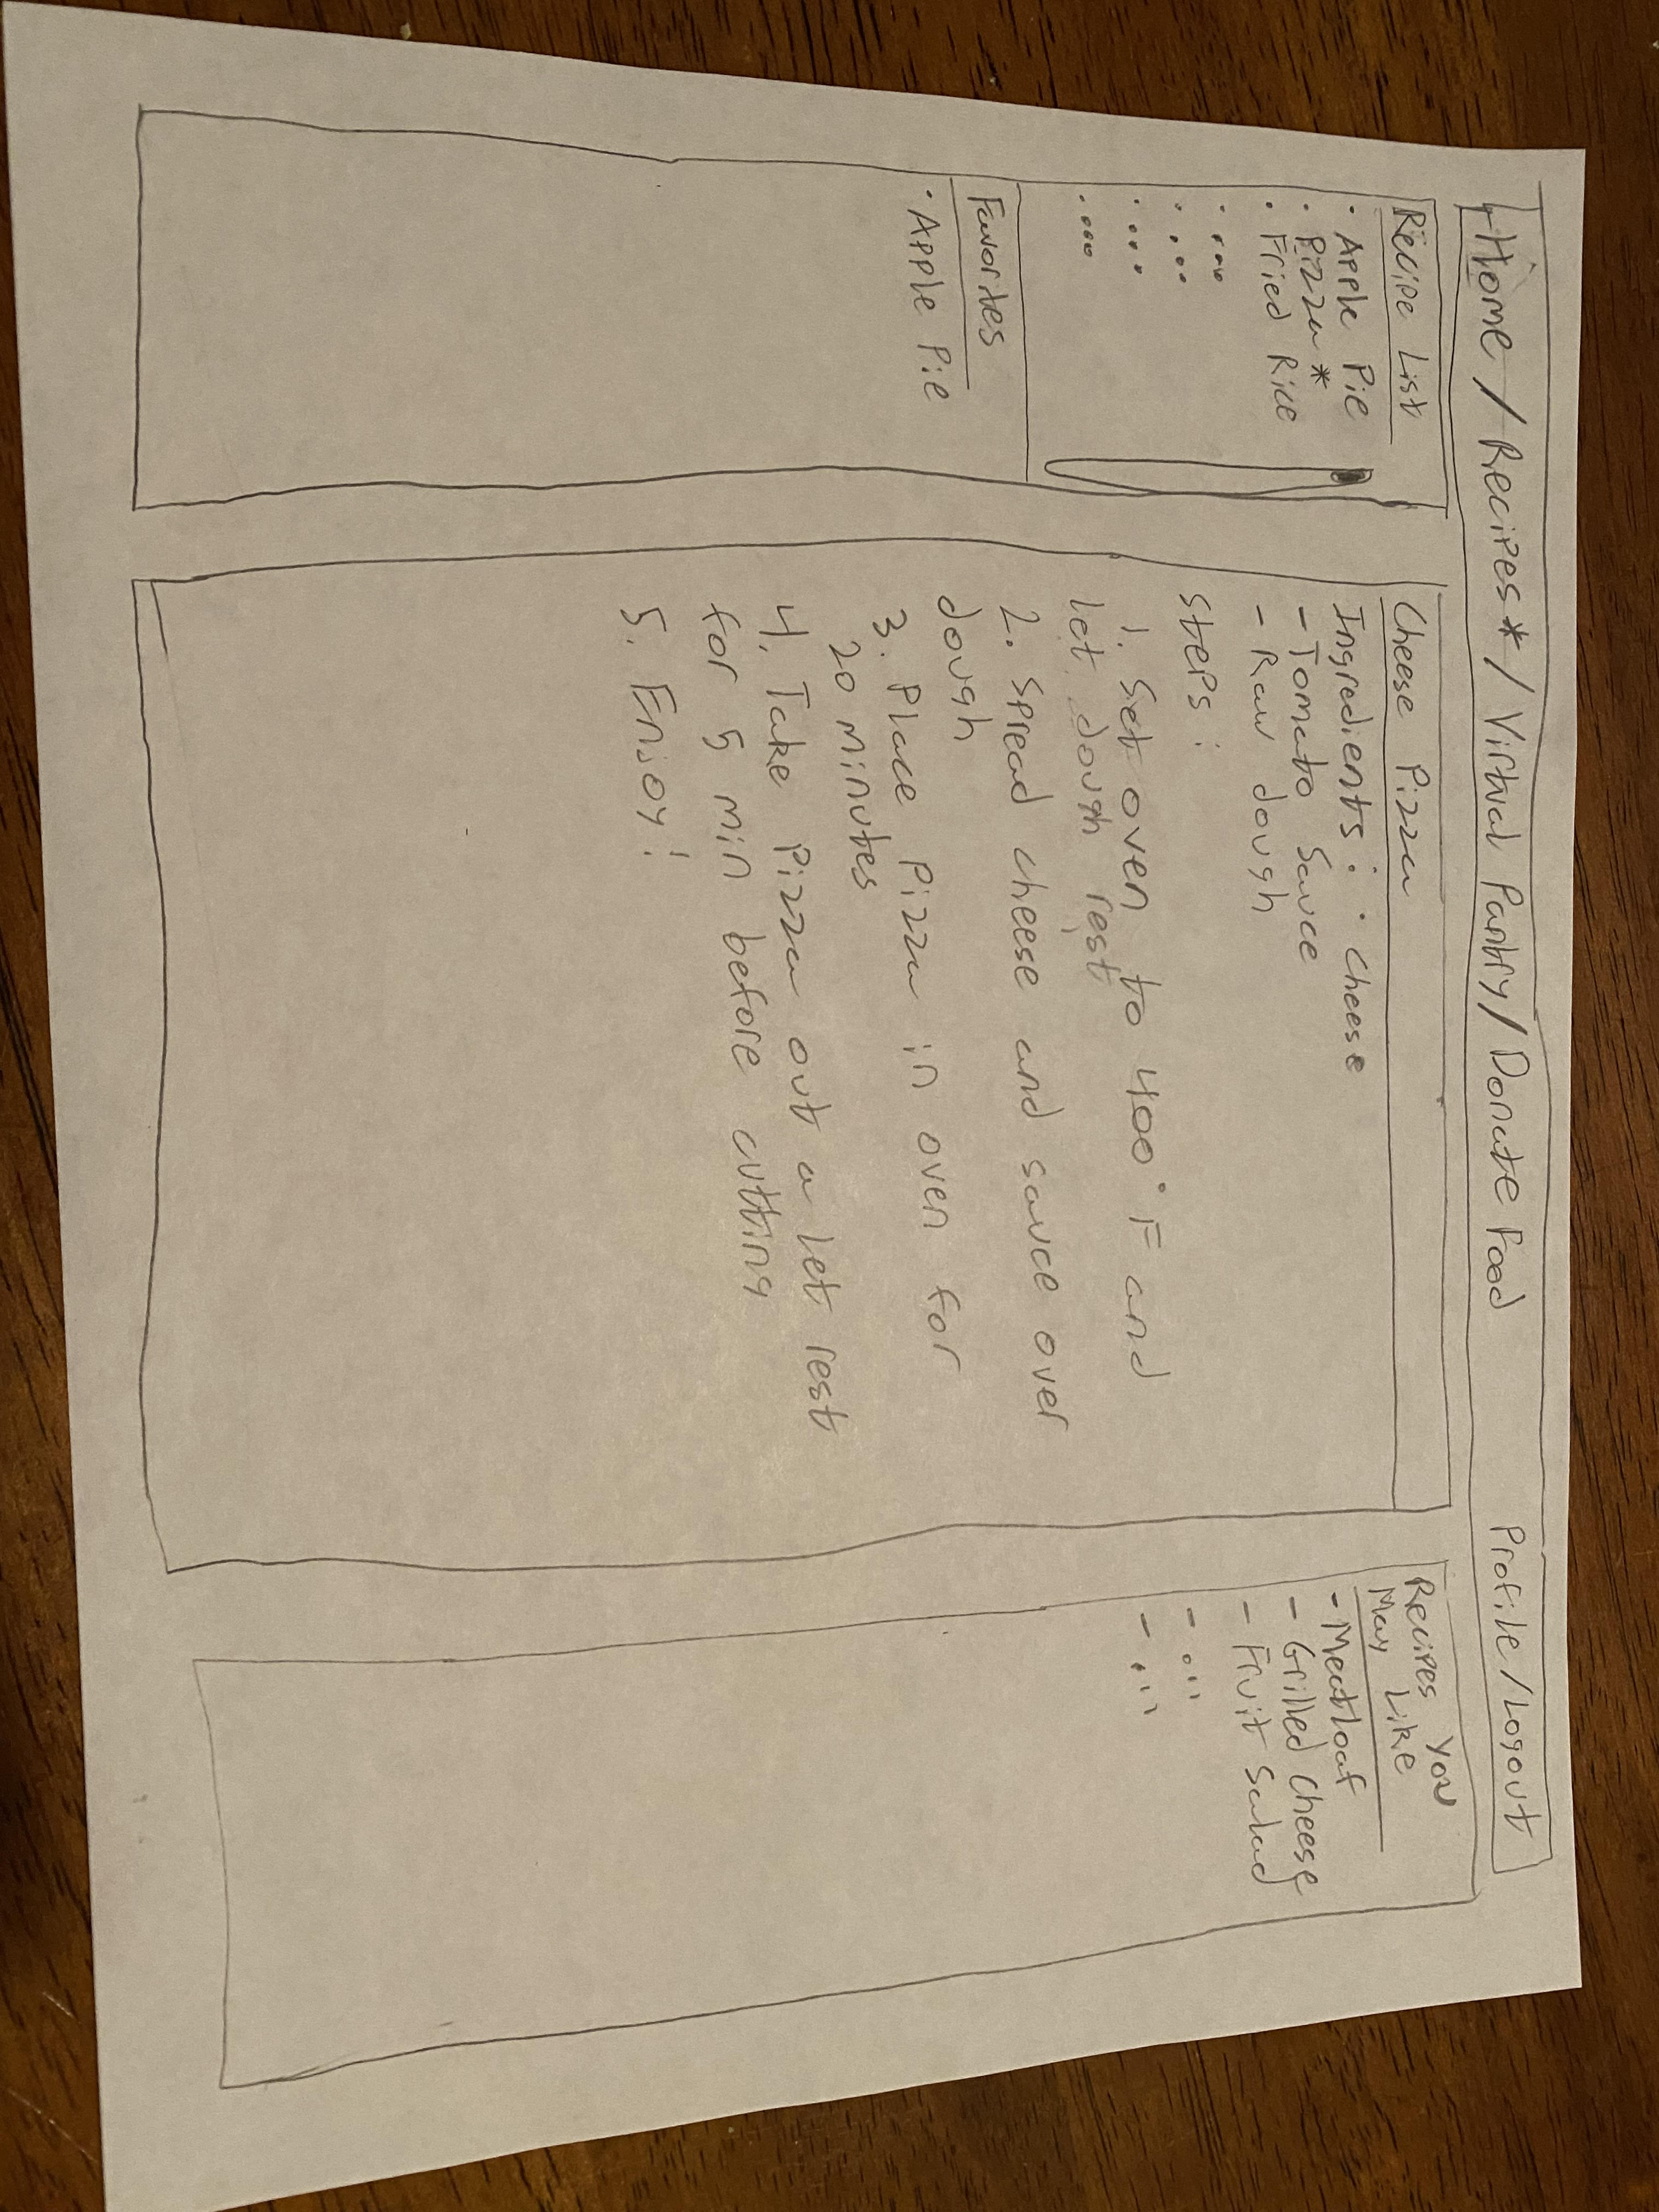 Home / Recipes* / Virtual Pantry / Donate Food Profile / Logout
Recipe List
· Apple Pie
· Pizza *
· Fried Rice
· ...
· ...
· ...
· ...
Favorites
· Apple Pie
Cheese Pizza
Ingredients : · Cheese
- Tomato Sauce
- Raw dough
Steps :
1. Set oven to 400° F and
let dough rest
2. Spread cheese and sauce over
dough
3. Place Pizza in oven for
20 minutes
4. Take Pizza out a let rest
for 5 min before cutting
5. Enjoy!
Recipes You
May Like
- Meatloaf
- Grilled Cheese
- Fruit Salad
- ...
- ...